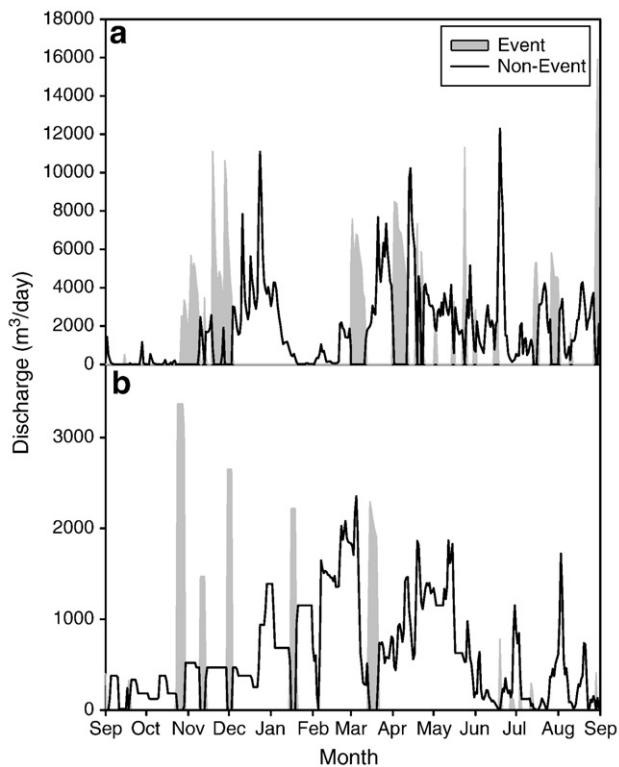 a
18000
16000
14000
12000
10000
8000
6000
4000
2000
0
Event
Non-Event
Discharge (m³/day)
b
3000
2000
1000
0
Sep Oct Nov Dec Jan Feb Mar Apr May Jun Jul Aug Sep
Month